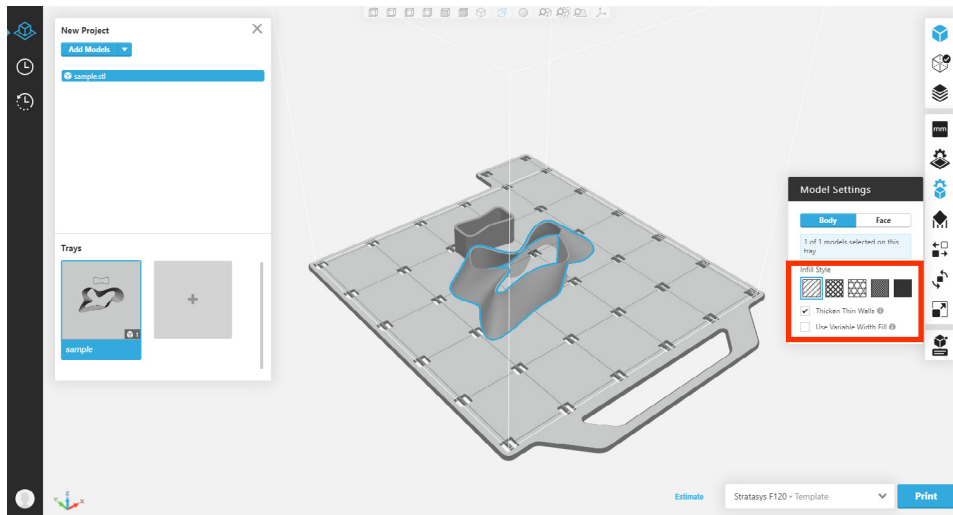 New Project
Add Models
sample.stl
Trays
1
sample
mm
Model Settings
Body Face
1 of 1 models selected on this
tray
Infill Style
Thicken Thin Walls
Use Variable Width Fill
Estimate
Stratasys F120 • Template
Print